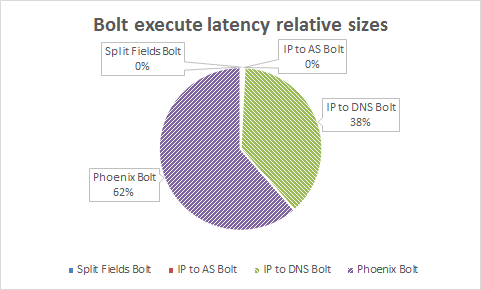 Bolt execute latency relative sizes
Split Fields Bolt
0%
IP to AS Bolt
0%
IP to DNS Bolt
38%
Phoenix Bolt
62%
Split Fields Bolt IP to AS Bolt IP to DNS Bolt Phoenix Bolt